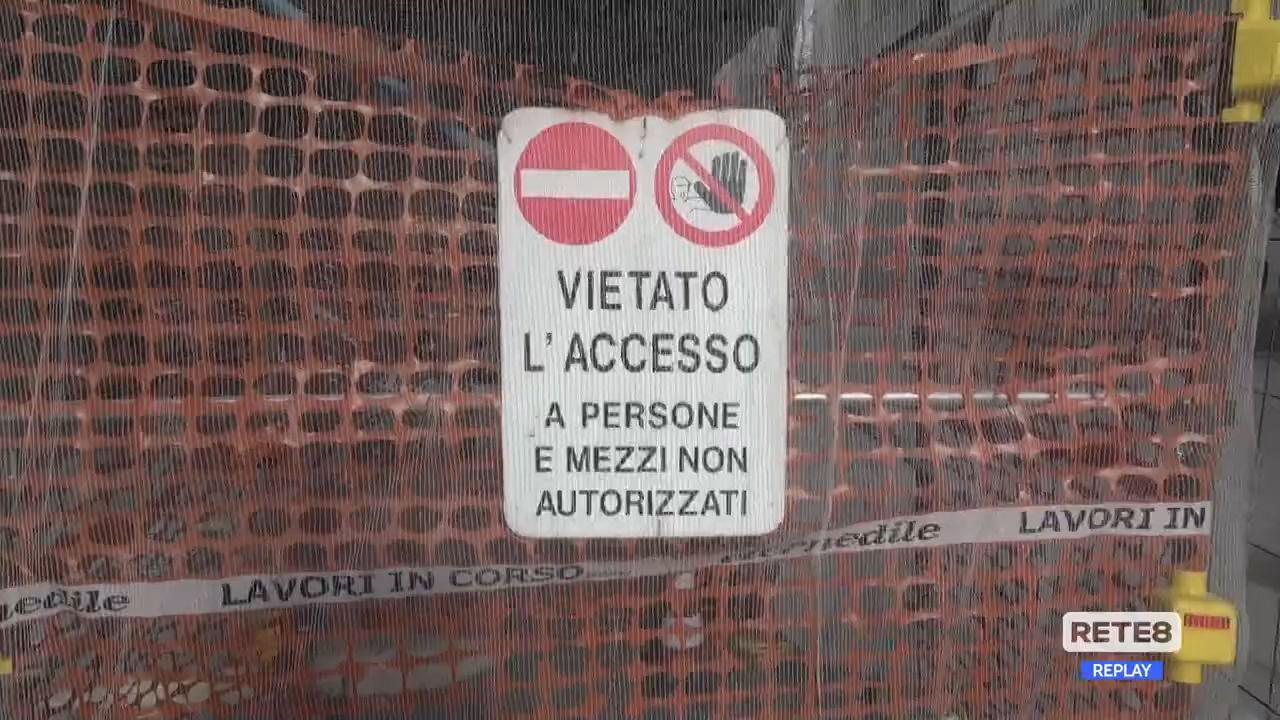 VIETATO
L'ACCESSO
A PERSONE
E MEZZI NON
AUTORIZZATI
LAVORI IN CORSO
LAVORI IN
RETE8
REPLAY